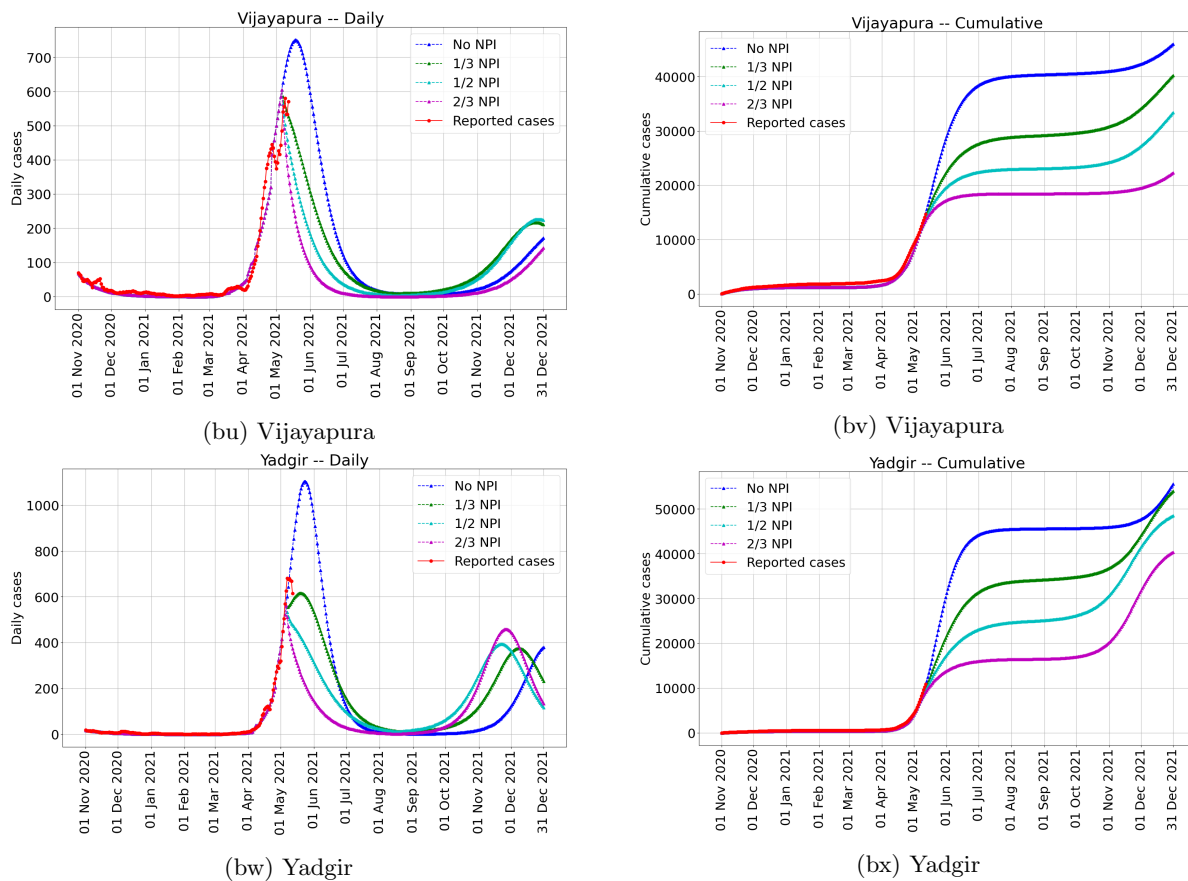 Vijayapura -- Daily
No NPI
1/3 NPI
1/2 NPI
2/3 NPI
Reported cases
Daily cases
700
600
500
400
300
200
100
0
01 Nov 2020
01 Dec 2020
01 Jan 2021
01 Feb 2021
01 Mar 2021
01 Apr 2021
01 May 2021
01 Jun 2021
01 Jul 2021
01 Aug 2021
01 Sep 2021
01 Oct 2021
01 Nov 2021
01 Dec 2021
31 Dec 2021
(bu) Vijayapura
Vijayapura -- Cumulative
No NPI
1/3 NPI
1/2 NPI
2/3 NPI
Reported cases
Cumulative cases
40000
30000
20000
10000
0
01 Nov 2020
01 Dec 2020
01 Jan 2021
01 Feb 2021
01 Mar 2021
01 Apr 2021
01 May 2021
01 Jun 2021
01 Jul 2021
01 Aug 2021
01 Sep 2021
01 Oct 2021
01 Nov 2021
01 Dec 2021
31 Dec 2021
(bv) Vijayapura
Yadgir -- Daily
No NPI
1/3 NPI
1/2 NPI
2/3 NPI
Reported cases
Daily cases
1000
800
600
400
200
0
01 Nov 2020
01 Dec 2020
01 Jan 2021
01 Feb 2021
01 Mar 2021
01 Apr 2021
01 May 2021
01 Jun 2021
01 Jul 2021
01 Aug 2021
01 Sep 2021
01 Oct 2021
01 Nov 2021
01 Dec 2021
31 Dec 2021
(bw) Yadgir
Yadgir -- Cumulative
No NPI
1/3 NPI
1/2 NPI
2/3 NPI
Reported cases
Cumulative cases
50000
40000
30000
20000
10000
0
01 Nov 2020
01 Dec 2020
01 Jan 2021
01 Feb 2021
01 Mar 2021
01 Apr 2021
01 May 2021
01 Jun 2021
01 Jul 2021
01 Aug 2021
01 Sep 2021
01 Oct 2021
01 Nov 2021
01 Dec 2021
31 Dec 2021
(bx) Yadgir